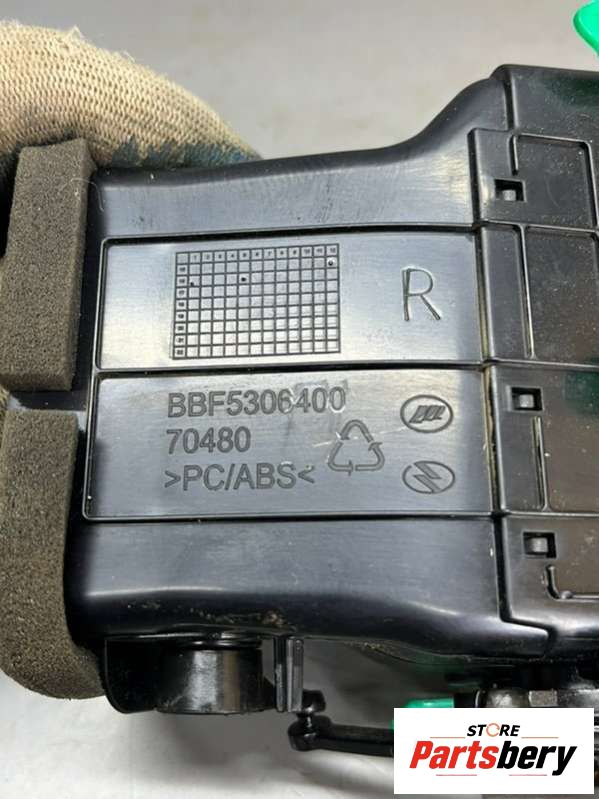 R
BBF5306400
70480
>PC/ABS<
STORE
Partsbery